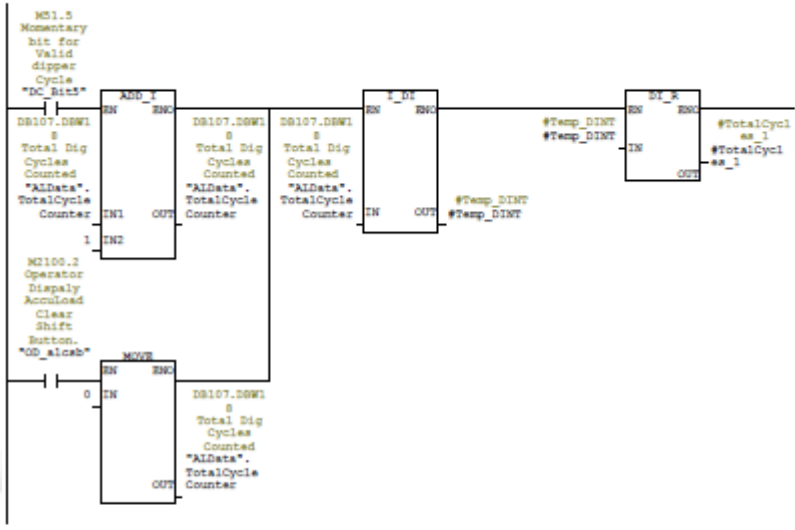 M51.5
Momentary
bit for
Valid
dipper
Cycle
"DC_Bit5"
ADD_I
EN ENO
DB107.DBW1
8
Total Dig
Cycles
Counted
"ALData".
TotalCycle
Counter
IN1
1 IN2
OUT
DB107.DBW1
8
Total Dig
Cycles
Counted
"ALData".
TotalCycle
Counter
DB107.DBW1
8
Total Dig
Cycles
Counted
"ALData".
TotalCycle
Counter
I_DI
EN ENO
IN OUT
#Temp_DINT
#Temp_DINT
#Temp_DINT
#Temp_DINT
DI_R
EN ENO
IN
OUT
#TotalCycl
es_1
#TotalCycl
es_1
M2100.2
Operator
Dispaly
AccuLoad
Clear
Shift
Button.
"OD_alcsb"
MOVE
EN ENO
0 IN
OUT
DB107.DBW1
8
Total Dig
Cycles
Counted
"ALData".
TotalCycle
Counter